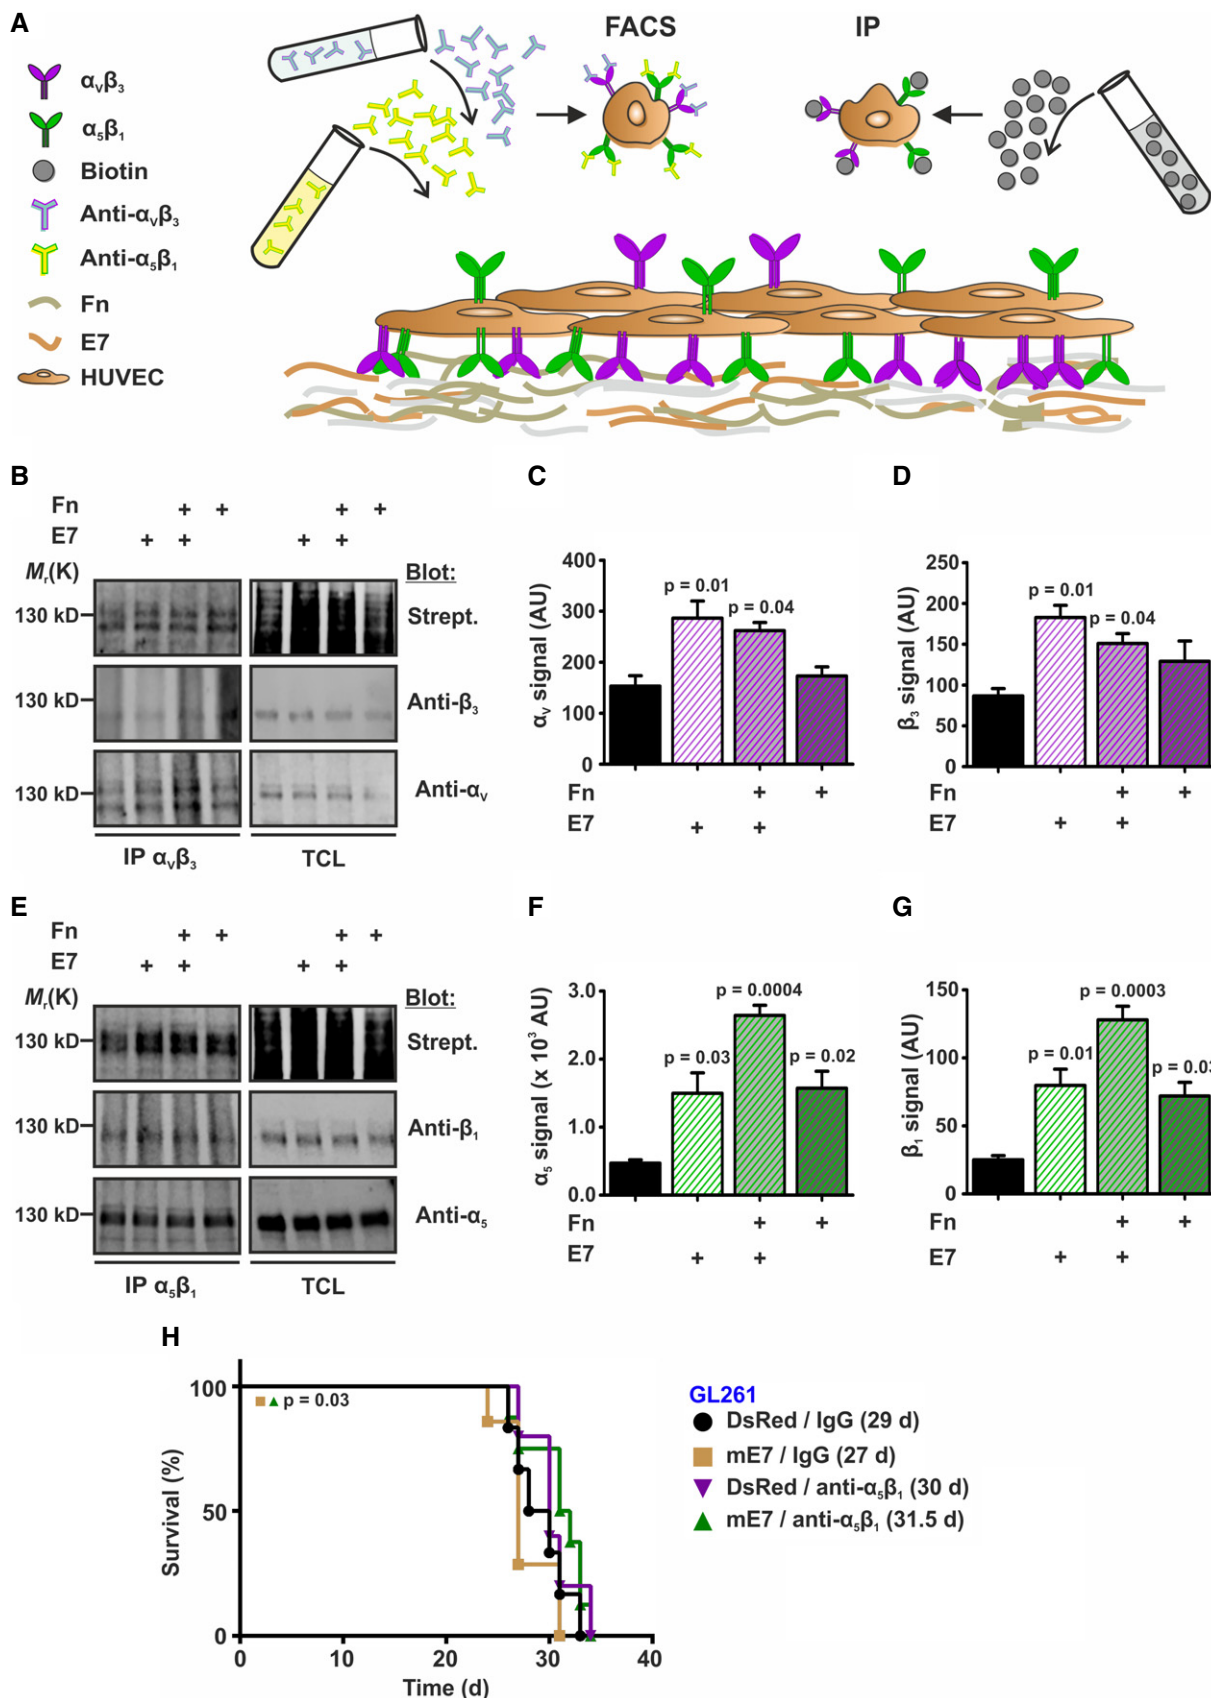 A
FACS
IP
αVβ3
α5β1
Biotin
Anti-αVβ3
Anti-α5β1
Fn
E7
HUVEC
B
Fn + + + +
E7 + + + +
Mr(K)
Blot:
130 kD
Strept.
130 kD
Anti-β3
130 kD
Anti-αV
IP αVβ3
TCL
C
αV signal (AU)
400
300
200
100
0
p = 0.01
p = 0.04
Fn + +
E7 + +
D
β3 signal (AU)
250
200
150
100
50
0
p = 0.01
p = 0.04
Fn + +
E7 + +
E
Fn + + + +
E7 + + + +
Mr(K)
Blot:
130 kD
Strept.
130 kD
Anti-β1
130 kD
Anti-α5
IP α5β1
TCL
F
α5 signal (x 10³ AU)
3.0
2.0
1.0
0.0
p = 0.03
p = 0.0004
p = 0.02
Fn + +
E7 + +
G
β1 signal (AU)
150
100
50
0
p = 0.01
p = 0.0003
p = 0.03
Fn + +
E7 + +
H
Survival (%)
100
50
0
p = 0.03
0 10 20 30 40
Time (d)
GL261
DsRed / IgG (29 d)
mE7 / IgG (27 d)
DsRed / anti-α5β1 (30 d)
mE7 / anti-α5β1 (31.5 d)